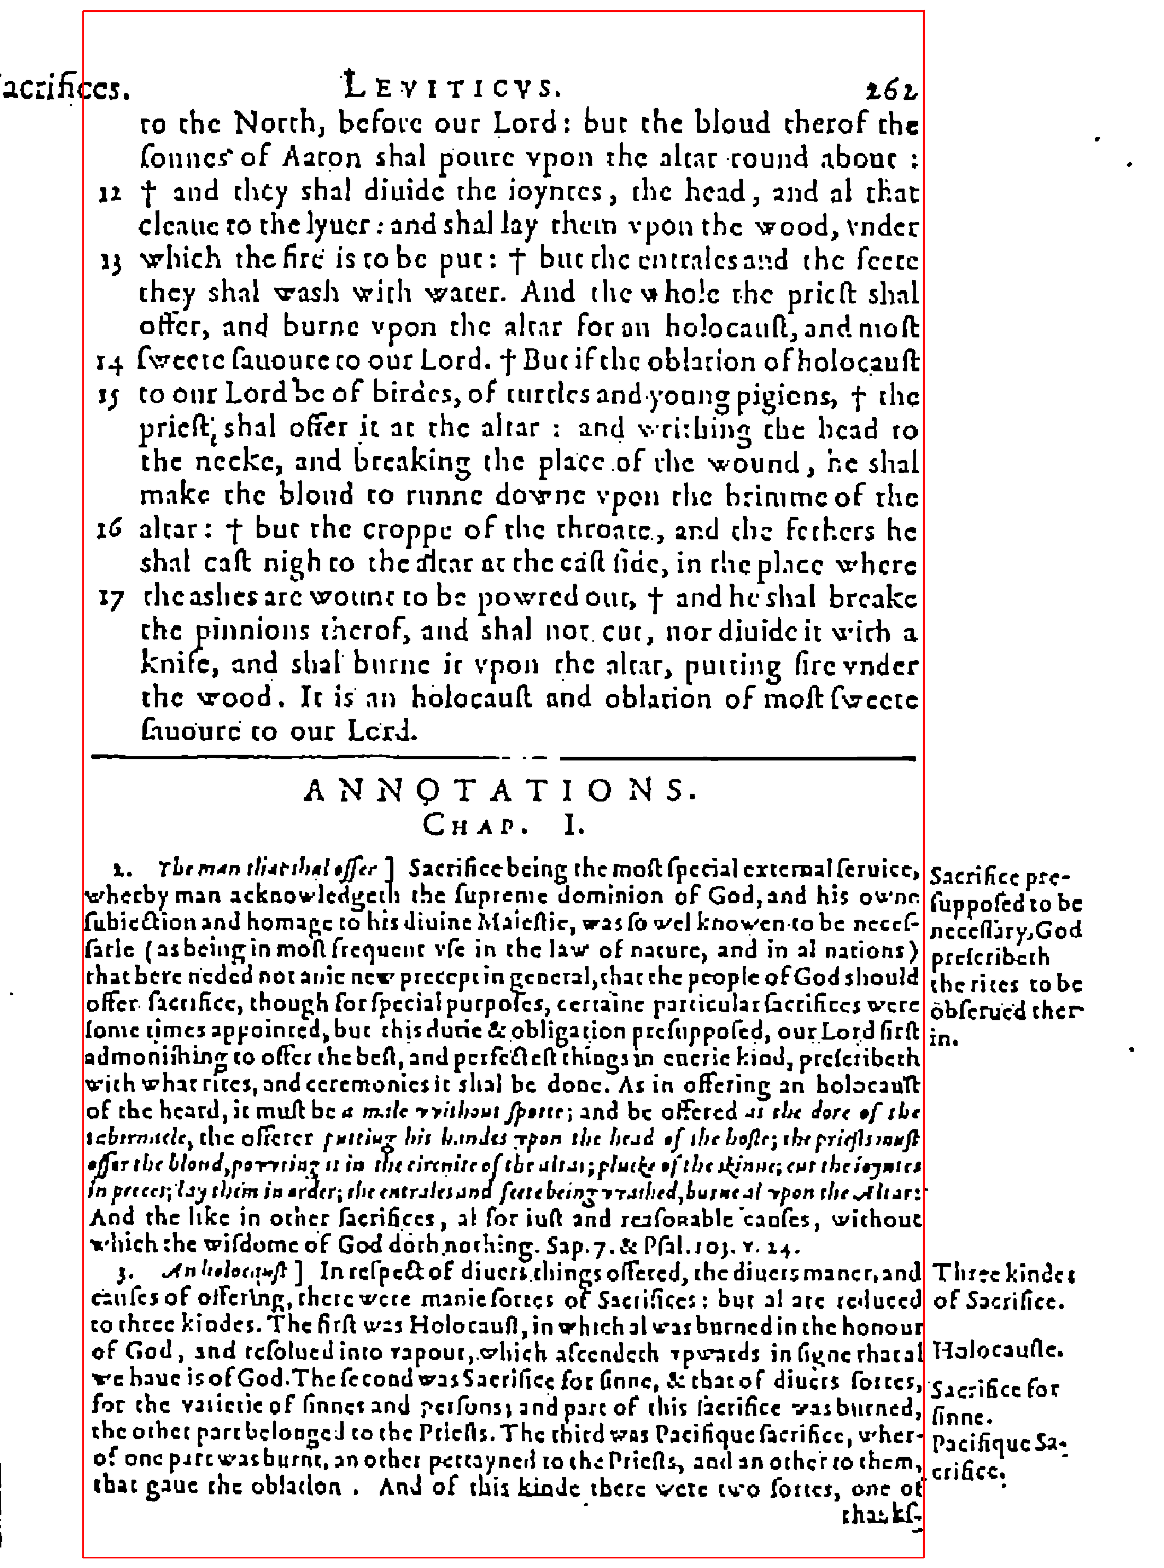 acrifices. LEVITICVS. 262
to the North, before our Lord: but the bloud therof the
ſonnes of Aaron shal poure vpon the altar round about:
12 † and they shal diuide the ioyntes, the head, and al that
cleaue to the lyuer: and shal lay them vpon the wood, vnder
13 which the fire is to be put: † but the entrales and the feete
they shal wash with water. And the whole the prieſt shal
offer, and burne vpon the altar for an holocauſt, and moſt
14 ſweete ſauoure to our Lord. † But if the oblation of holocauſt
15 to our Lord be of birdes, of turtles and young pigions, † the
prieſt shal offer it at the altar: and writhing the head to
the necke, and breaking the place of the wound, he shal
make the bloud to runne downe vpon the brimme of the
16 altar: † but the croppe of the throate, and the fethers he
shal caſt nigh to the altar at the eaſt ſide, in the place where
17 the ashes are wount to be powred out, † and he shal breake
the pinnions therof, and shal not cut, nor diuide it with a
knife, and shal burne it vpon the altar, putting fire vnder
the wood. It is an holocauſt and oblation of moſt ſweete
ſauoure to our Lord.
ANNOTATIONS.
CHAP. I.
2. The man that shal offer] Sacrifice being the moſt ſpecial external ſeruice,
wherby man acknowledgeth the ſupreme dominion of God, and his owne
ſubiection and homage to his diuine Maieſtie, was ſo wel knowen to be neceſ-
ſarie (as being in moſt frequent vſe in the law of nature, and in al nations)
that here neded not anie new precept in general, that the people of God should
offer ſacrifice, though for ſpecial purpoſes, certaine particular ſacrifices were
ſome times appointed, but this dutie & obligation preſuppoſed, our Lord firſt
admonishing to offer the beſt, and perfecteſt things in euerie kind, preſcribeth
with what rites, and ceremonies it shal be done. As in offering an holocauſt
of the heard, it muſt be a male vvithout ſpotte; and be offered at the dore of the
tabernacle, the offerer putting his handes vpon the head of the hoſte; the prieſts muſt
offer the bloud, povvring it in the circuite of the altar; plucke of the skinne; cut the ioyntes
in peeces; lay them in order; the entrales and feete being vvashed, burne al vpon the Altar:
And the like in other ſacrifices, al for iuſt and reaſonable cauſes, without
which the wiſdome of God doth nothing. Sap. 7. & Pſal. 103. v. 24.
3. An holocauſt] In reſpect of diuers things offered, the diuers maner, and
cauſes of offering, there were manie ſortes of Sacrifices: but al are reduced
to three kindes. The firſt was Holocauſt, in which al was burned in the honour
of God, and reſolued into vapour, which aſcendeth vpwards in ſigne that al
we haue is of God. The ſecond was Sacrifice for ſinne, & that of diuers ſortes,
for the varietie of ſinnes and perſons; and part of this ſacrifice was burned,
the other part belonged to the Prieſts. The third was Pacifique ſacrifice, wher-
of one part was burnt, an other pertayned to the Prieſts, and an other to them,
that gaue the oblation. And of this kinde there were two ſortes, one of
thankſ-
Sacrifice pre-
ſuppoſed to be
neceſſary, God
preſcribeth
the rites to be
obſerued ther
in.
Three kindes
of Sacrifice.
Holocauſte.
Sacrifice for
ſinne.
Pacifique Sa-
crifice.